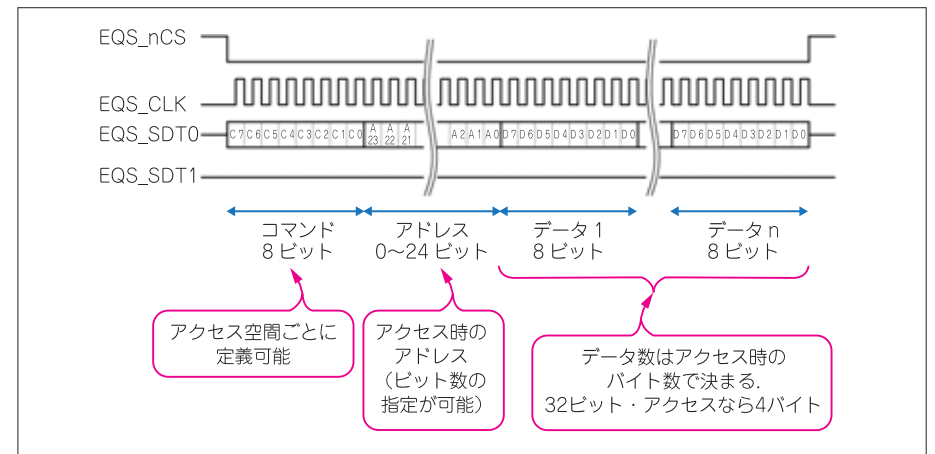 EQS_nCS
EQS_CLK
EQS_SDT0
C7 C6 C5 C4 C3 C2 C1 C0 A23 A22 A21 A2 A1 A0 D7 D6 D5 D4 D3 D2 D1 D0 D7 D6 D5 D4 D3 D2 D1 D0
EQS_SDT1
コマンド
8ビット
アドレス
0〜24ビット
データ1
8ビット
データn
8ビット
アクセス空間ごとに
定義可能
アクセス時の
アドレス
（ビット数の
指定が可能）
データ数はアクセス時の
バイト数で決まる．
32ビット・アクセスなら4バイト